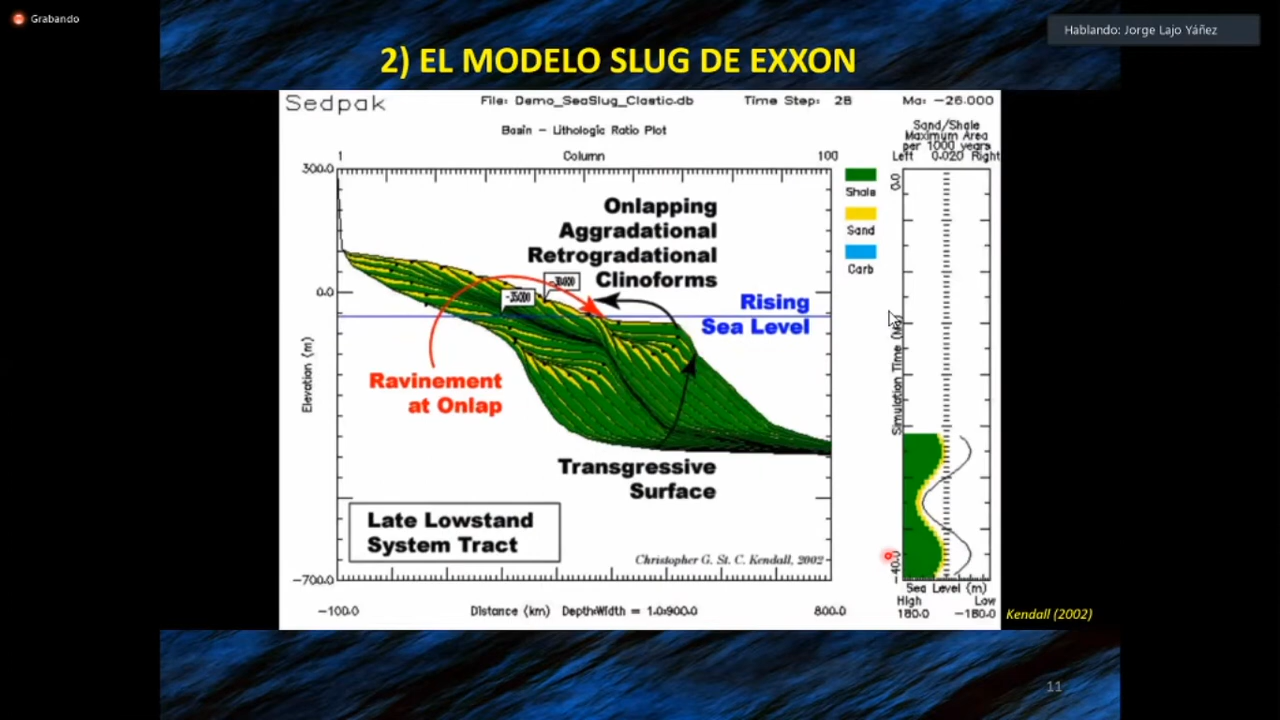 Grabando
Hablando: Jorge Lajo Yáñez
2) EL MODELO SLUG DE EXXON
Sedpak
File: Demo_SeaSlug_Clastic.db
Time Step: 28
Ma: -26.000
Basin - Lithologic Ratio Plot
Sand/Shale
Maximum Area
per 1000 years
Left 0.020 Right
1
Column
100
300.0
0.0
-700.0
Elevation (m)
Shale
Sand
Carb
Onlapping
Aggradational
Retrogradational
Clinoforms
-30.000
-35.000
Rising
Sea Level
Ravinement
at Onlap
Transgressive
Surface
Late Lowstand
System Tract
Christopher G. St. C. Kendall, 2002
-100.0
Distance (km) Depth:Width = 1.0:900.0
800.0
0.0
Simulation Time (Ma)
-40.0
Sea Level (m)
High Low
180.0 -180.0
Kendall (2002)
11